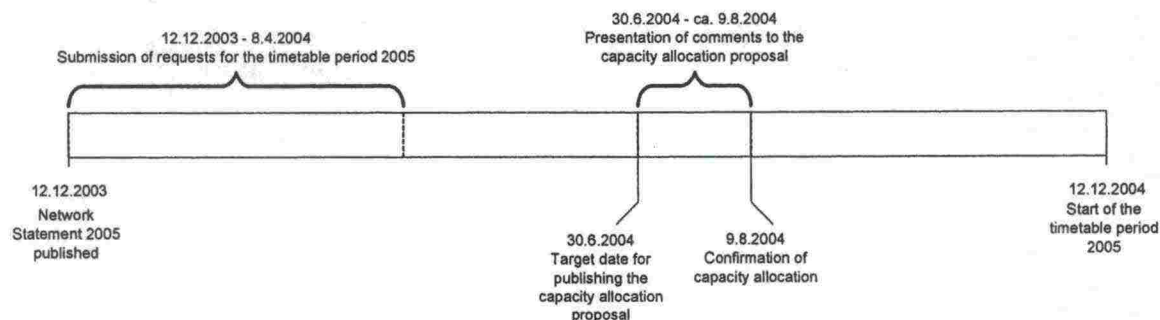 12.12.2003 - 8.4.2004
Submission of requests for the timetable period 2005
30.6.2004 - ca. 9.8.2004
Presentation of comments to the
capacity allocation proposal
12.12.2003
Network
Statement 2005
published
30.6.2004
Target date for
publishing the
capacity allocation
proposal
9.8.2004
Confirmation of
capacity allocation
12.12.2004
Start of the
timetable period
2005